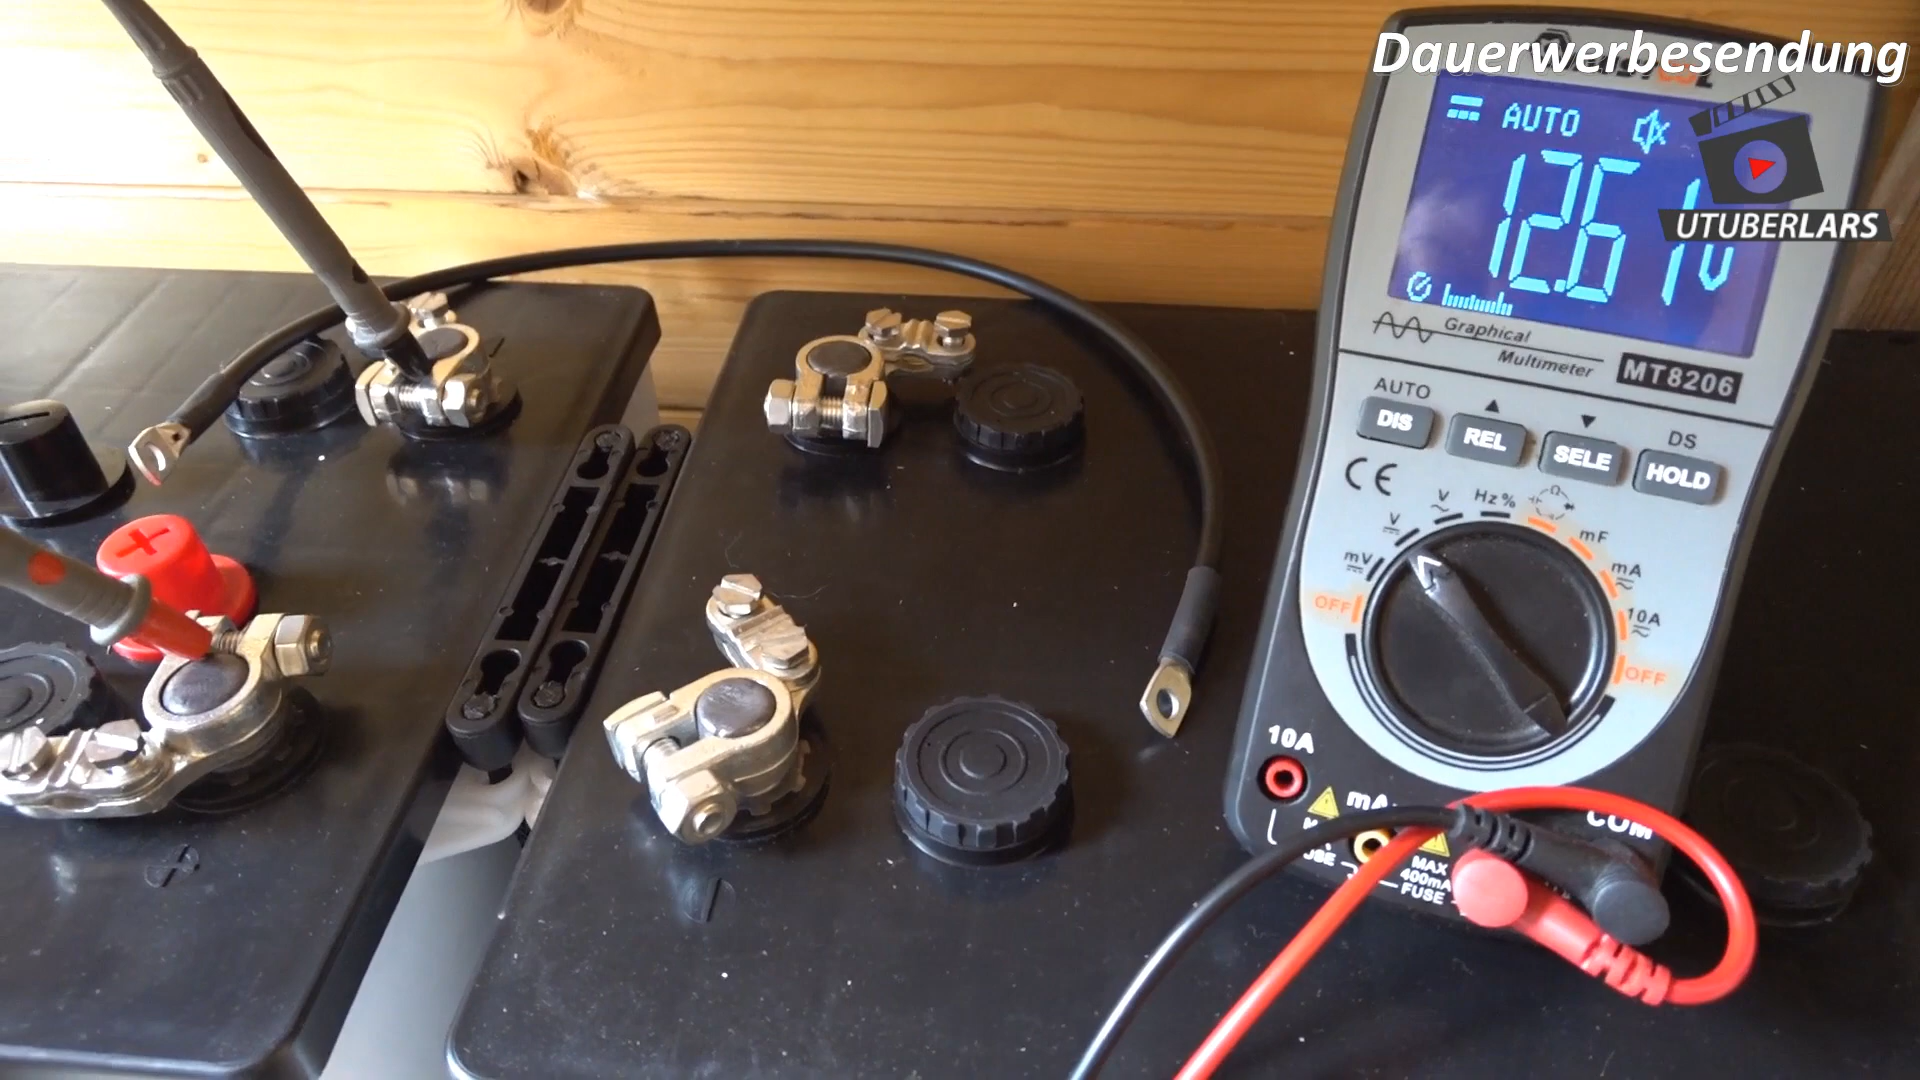 Dauerwerbesendung
AUTO
12.61 V
UTUBERLARS
Graphical
Multimeter
MT8206
AUTO
DIS
REL
SELE
DS
HOLD
CE
mV
V
V
Hz%
Ω
mF
mA
10A
OFF
OFF
10A
mA
COM
MAX
400mA
FUSE
+